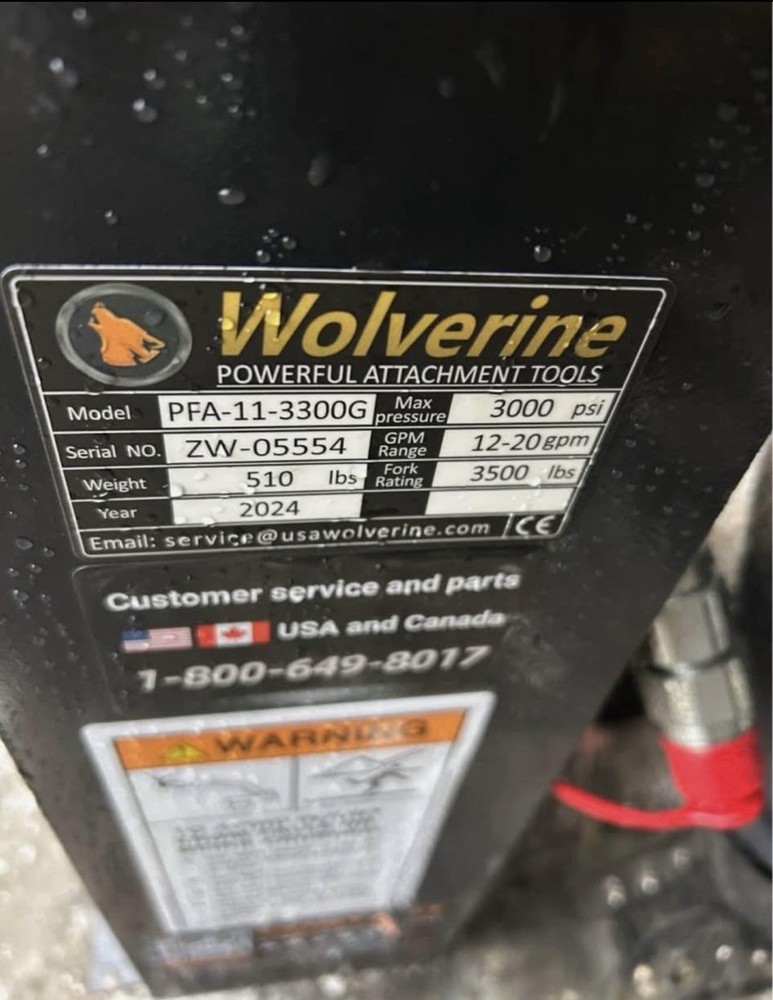 Wolverine
POWERFUL ATTACHMENT TOOLS
Model PFA-11-3300G Max pressure 3000 psi
Serial NO. ZW-05554 GPM Range 12-20gpm
Weight 510 lbs Fork Rating 3500 lbs
Year 2024
Email: service@usawolverine.com CE
Customer service and parts
USA and Canada
1-800-649-8017
WARNING